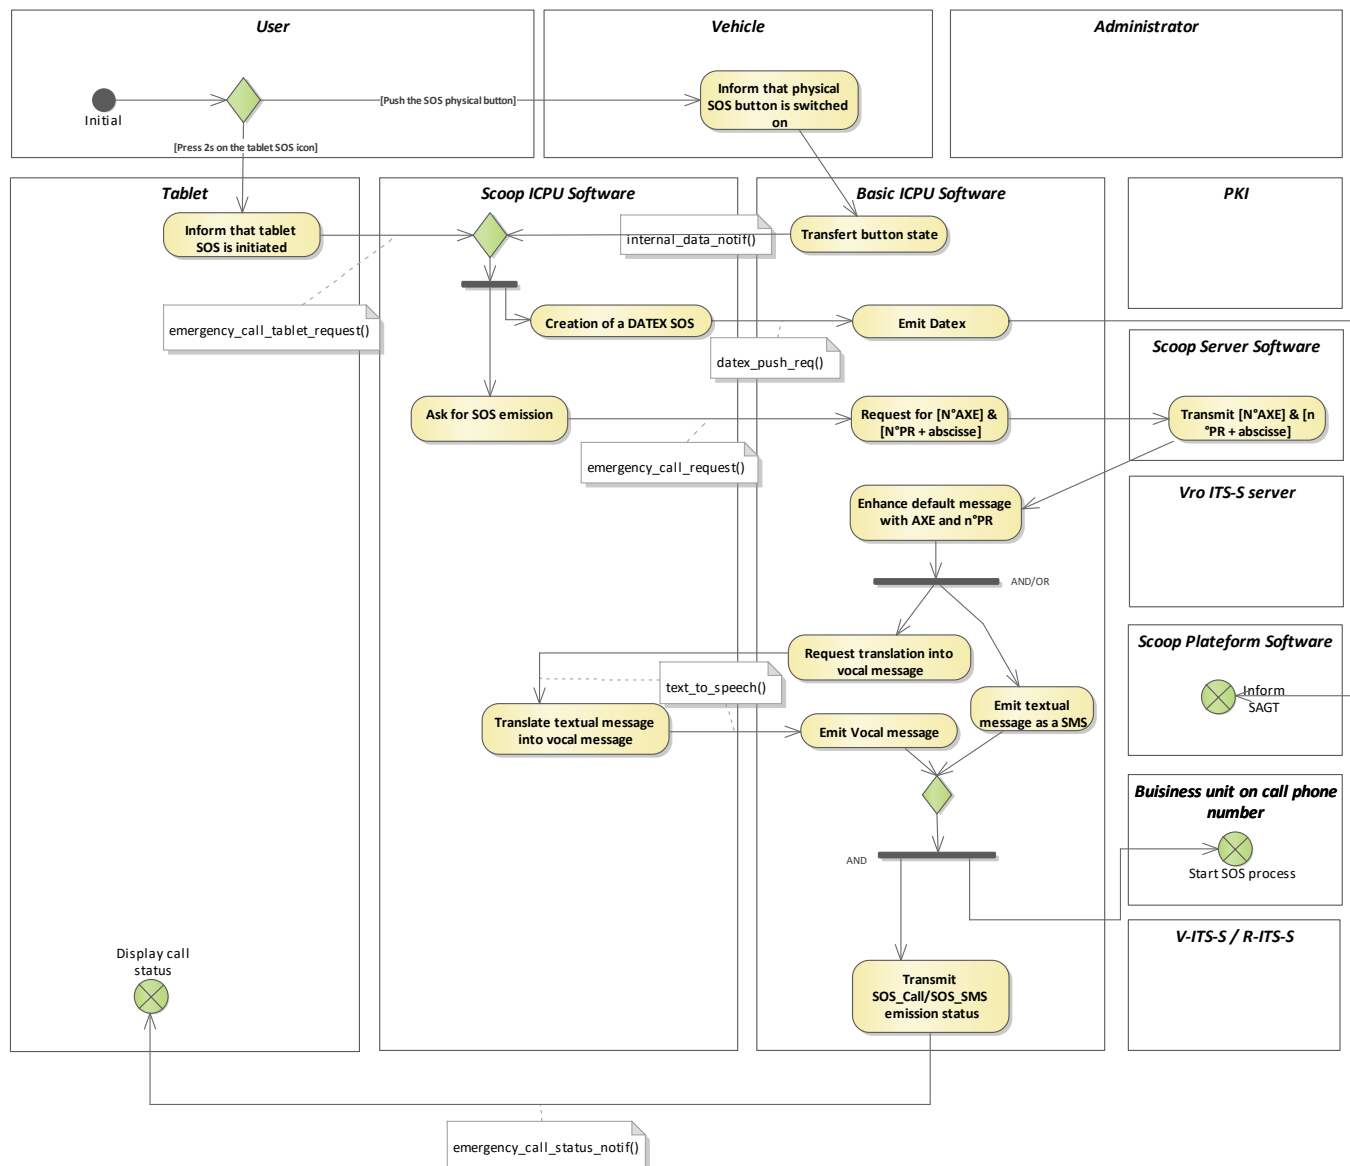 User
Vehicle
Administrator
Initial
[Push the SOS physical button]
Inform that physical
SOS button is switched
on
[Press 2s on the tablet SOS icon]
Tablet
Scoop ICPU Software
Basic ICPU Software
PKI
Inform that tablet
SOS is initiated
internal_data_notif()
Transfert button state
emergency_call_tablet_request()
Creation of a DATEX SOS
Emit Datex
datex_push_req()
Scoop Server Software
Ask for SOS emission
Request for [N°AXE] &
[N°PR + abscisse]
Transmit [N°AXE] & [n
°PR + abscisse]
emergency_call_request()
Vro ITS-S server
Enhance default message
with AXE and n°PR
AND/OR
Request translation into
vocal message
Scoop Plateform Software
text_to_speech()
Inform
SAGT
Translate textual message
into vocal message
Emit Vocal message
Emit textual
message as a SMS
Buisiness unit on call phone
number
AND
Start SOS process
V-ITS-S / R-ITS-S
Display call
status
Transmit
SOS_Call/SOS_SMS
emission status
emergency_call_status_notif()